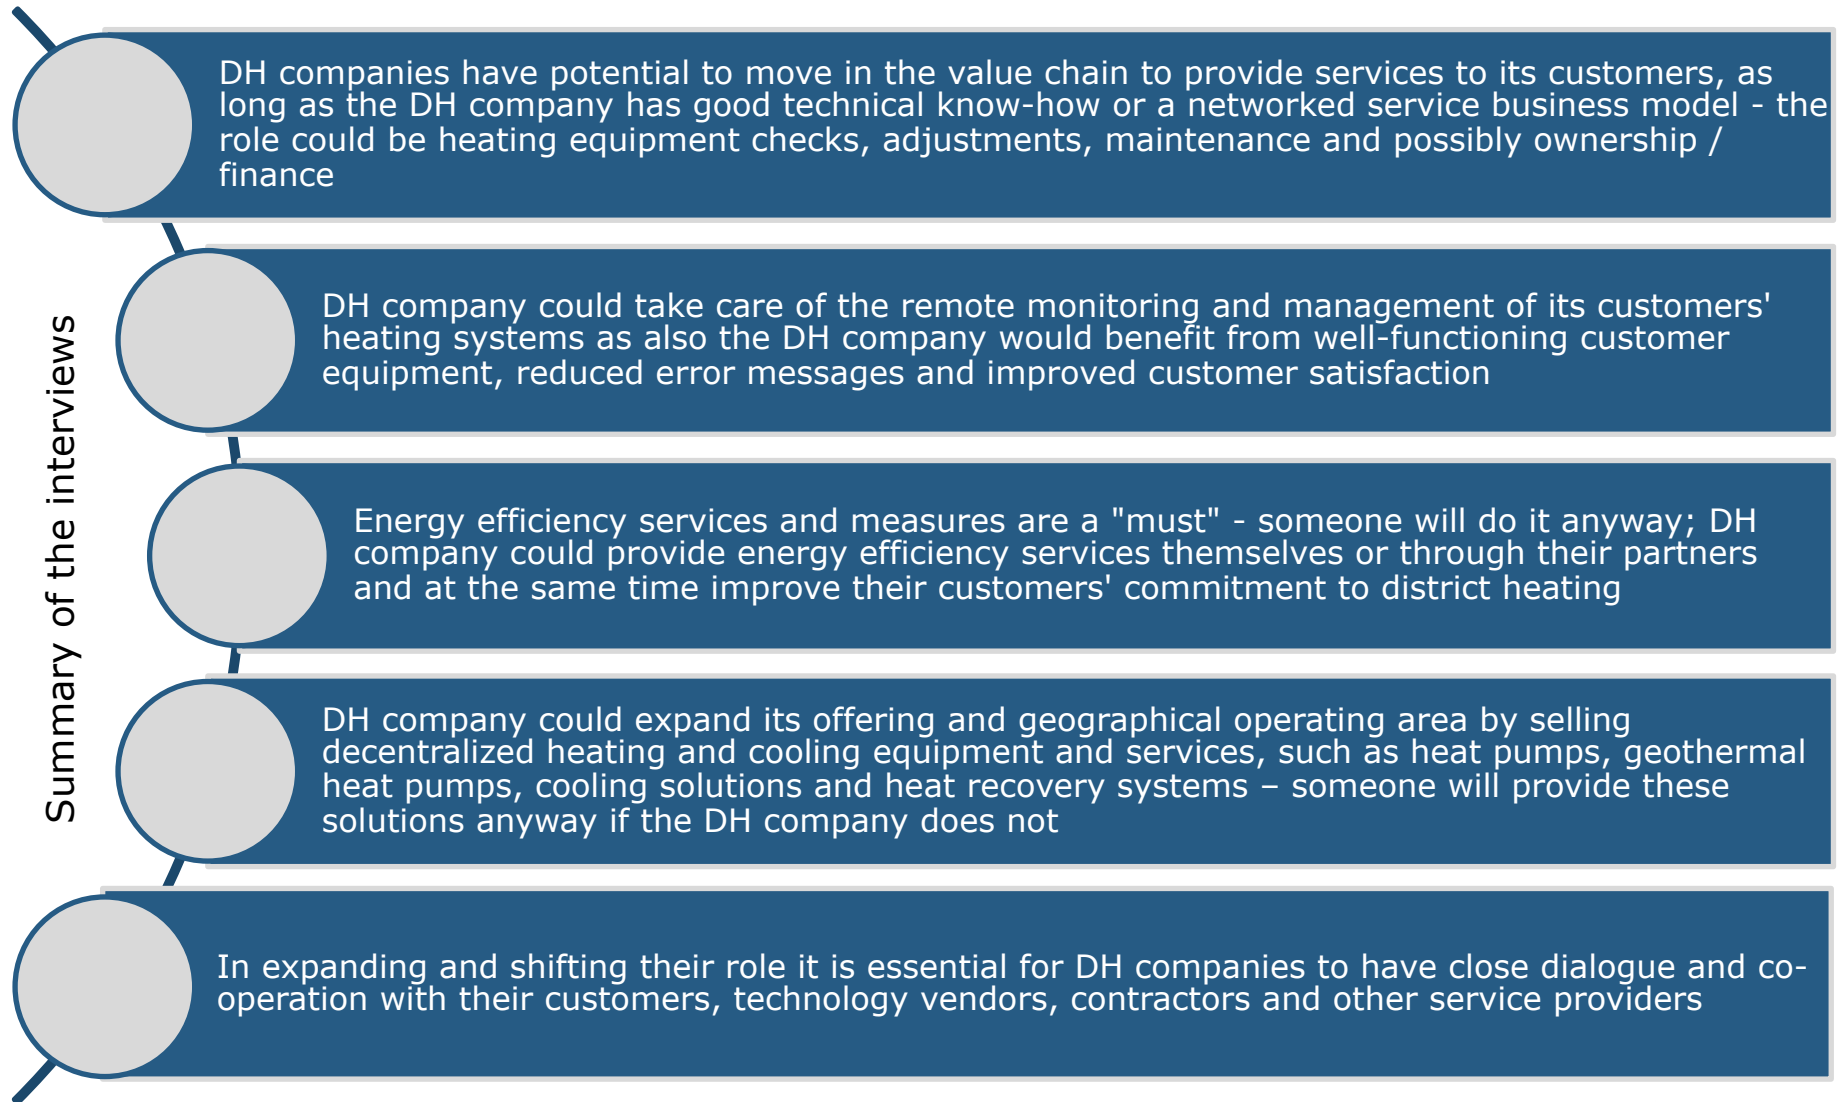 Summary of the interviews
DH companies have potential to move in the value chain to provide services to its customers, as
long as the DH company has good technical know-how or a networked service business model - the
role could be heating equipment checks, adjustments, maintenance and possibly ownership /
finance
DH company could take care of the remote monitoring and management of its customers'
heating systems as also the DH company would benefit from well-functioning customer
equipment, reduced error messages and improved customer satisfaction
Energy efficiency services and measures are a "must" - someone will do it anyway; DH
company could provide energy efficiency services themselves or through their partners
and at the same time improve their customers' commitment to district heating
DH company could expand its offering and geographical operating area by selling
decentralized heating and cooling equipment and services, such as heat pumps, geothermal
heat pumps, cooling solutions and heat recovery systems – someone will provide these
solutions anyway if the DH company does not
In expanding and shifting their role it is essential for DH companies to have close dialogue and co-
operation with their customers, technology vendors, contractors and other service providers